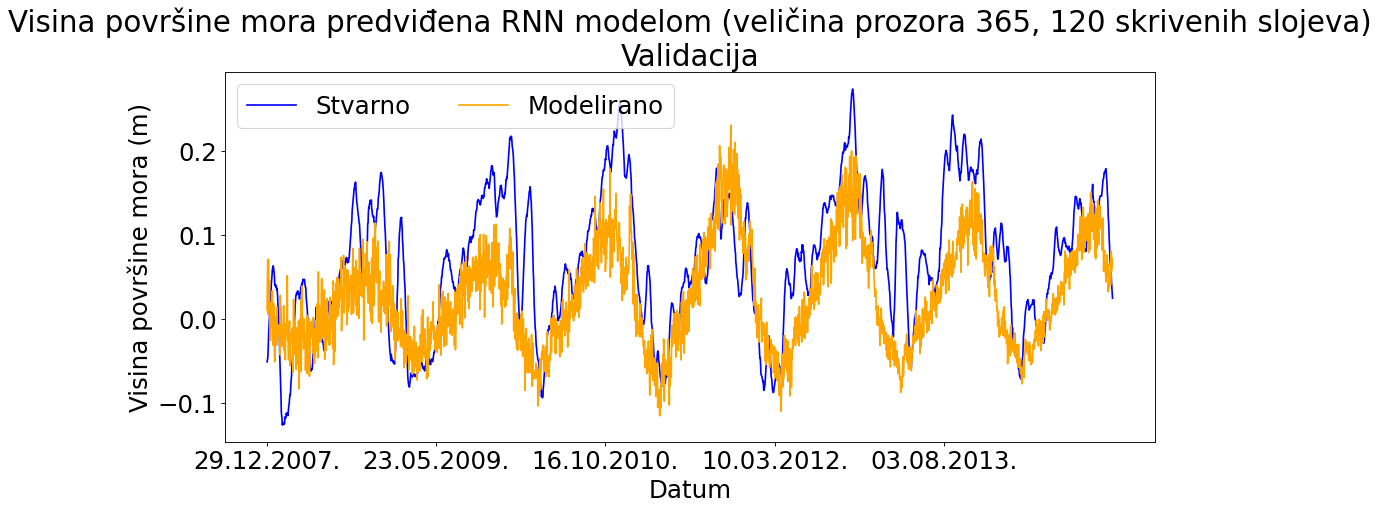 Visina površine mora predviđena RNN modelom (veličina prozora 365, 120 skrivenih slojeva)
Validacija
Stvarno Modelirano
Visina površine mora (m)
0.2
0.1
0.0
−0.1
29.12.2007. 23.05.2009. 16.10.2010. 10.03.2012. 03.08.2013.
Datum